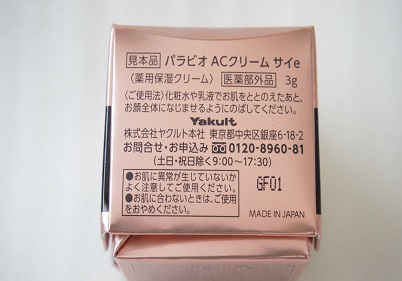 見本品 パラビオ ACクリーム サイe
〈薬用保湿クリーム〉 医薬部外品 3g
〈ご使用法〉化粧水や乳液でお肌をととのえたあと、
お顔全体になじませるようにのばしてください。
Yakult
株式会社ヤクルト本社 東京都中央区銀座6-18-2
お問合せ・お申込み 0120-8960-81
(土日・祝日除く9:00〜17:30)
●お肌に異常が生じていないか
よく注意してご使用ください。
●お肌に合わないときは、ご使用
をおやめください。
GF01
MADE IN JAPAN